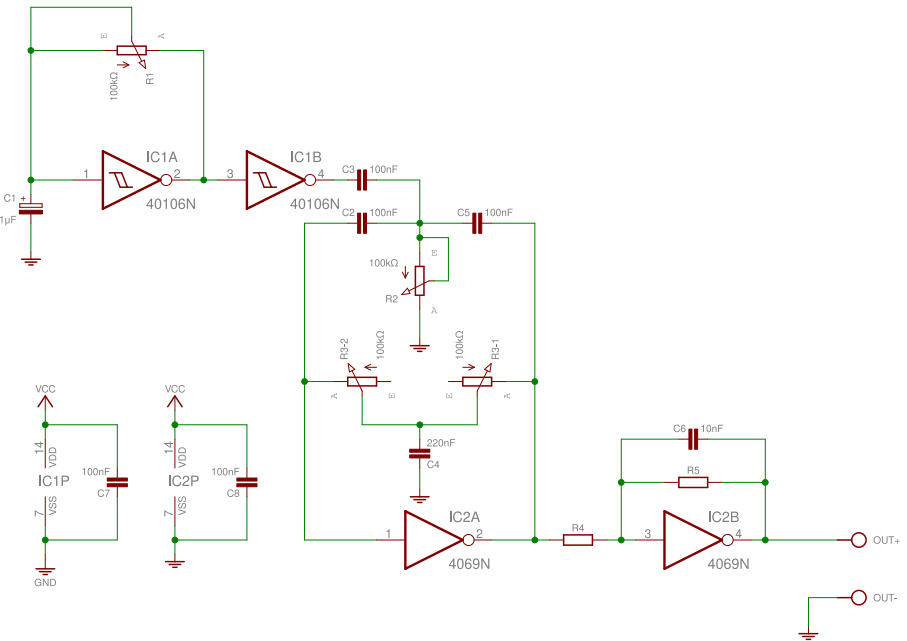 E
A
100kΩ
R1
IC1A
1
2
40106N
IC1B
3
4
40106N
C3
100nF
C1
+
1µF
C2
100nF
C5
100nF
100kΩ
E
R2
A
R3-2
100kΩ
A
E
100kΩ
R3-1
E
A
220nF
C4
VCC
14
VDD
IC1P
100nF
C7
7
VSS
GND
VCC
14
VDD
IC2P
100nF
C8
7
VSS
IC2A
1
2
4069N
R4
C6
10nF
R5
IC2B
3
4
4069N
OUT+
OUT-